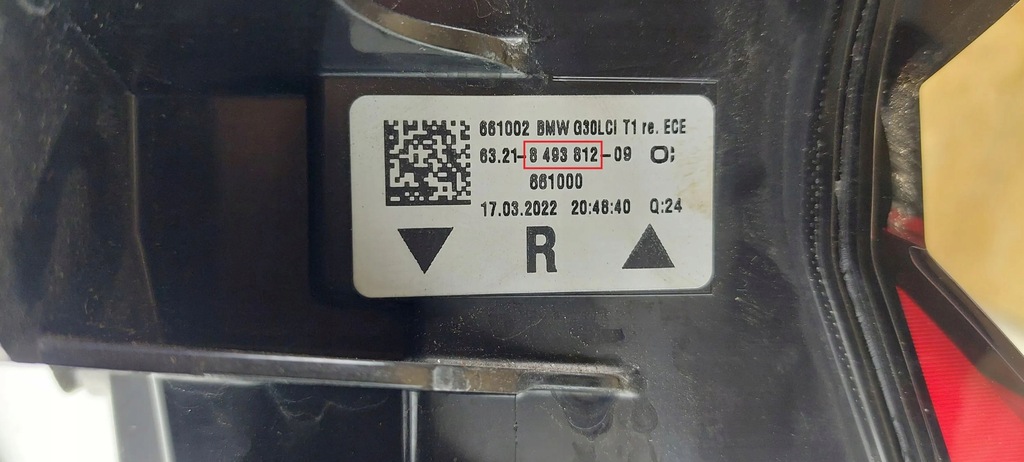 661002 BMW G30LCI T1 re. ECE
63.21-8 493 812-09
661000
17.03.2022 20:48:40 Q:24
R